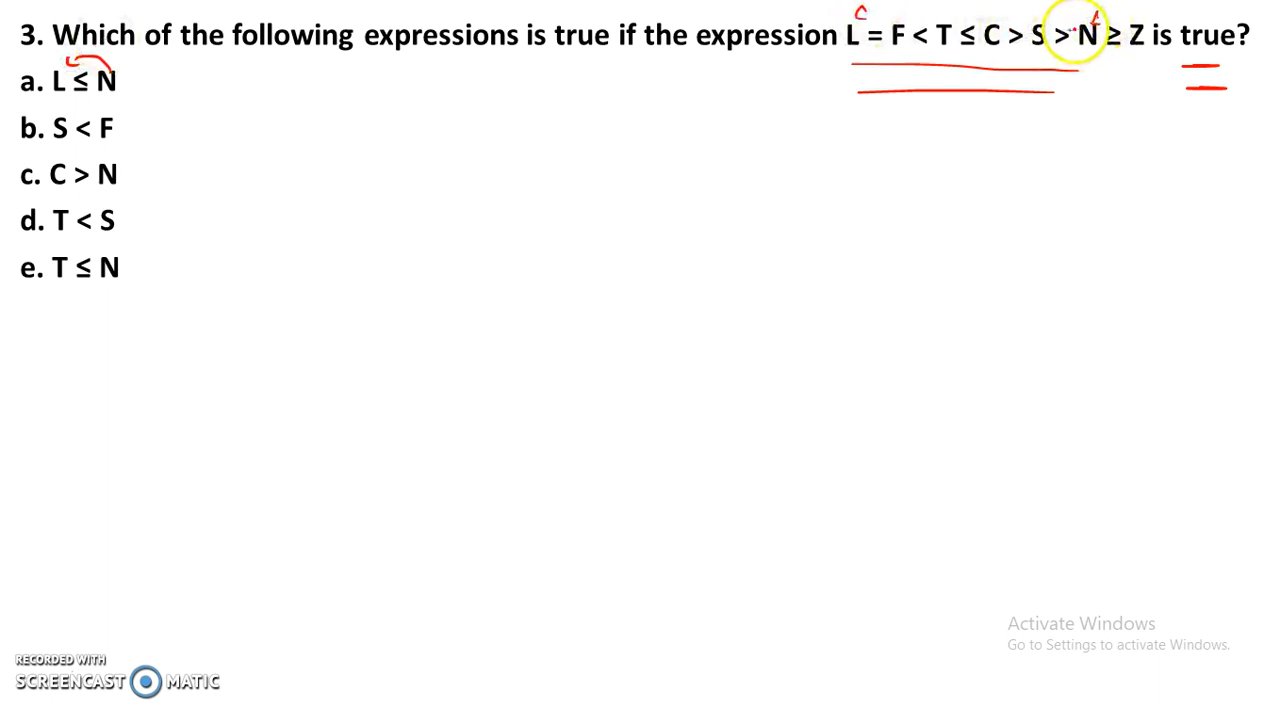 3. Which of the following expressions is true if the expression L = F < T ≤ C > S > N ≥ Z is true?
a. L ≤ N
b. S < F
c. C > N
d. T < S
e. T ≤ N
Activate Windows
Go to Settings to activate Windows.
RECORDED WITH
SCREENCAST MATIC